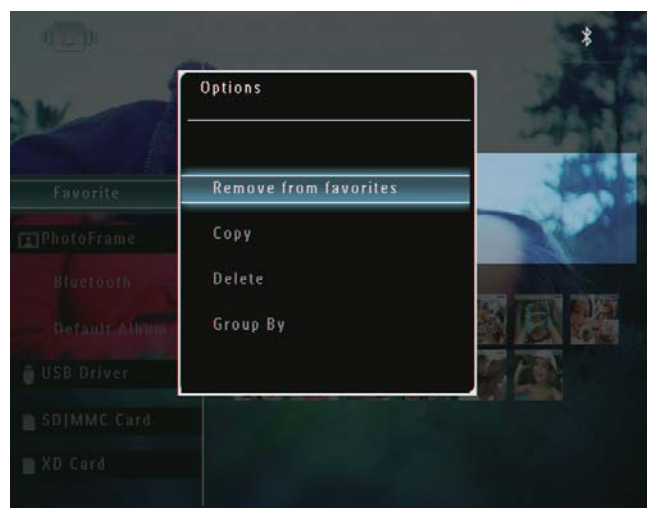 Options
Remove from favorites
Copy
Delete
Group By
Favorite
PhotoFrame
Bluetooth
Default Album
USB Driver
SD|MMC Card
XD Card